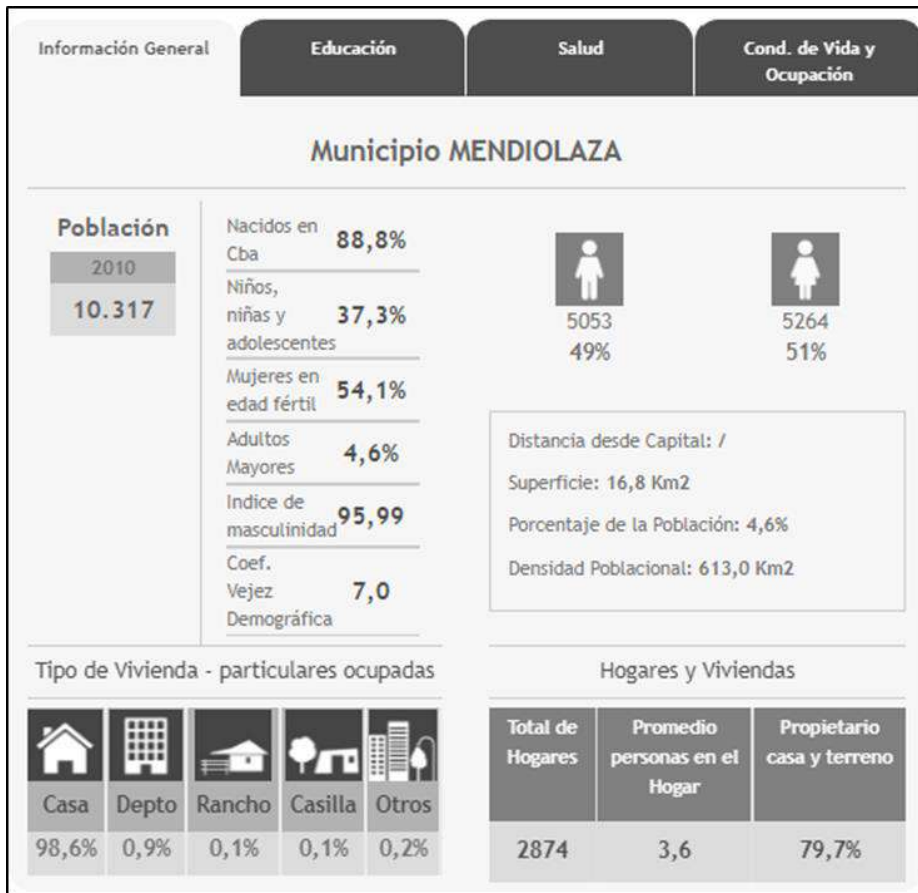 Información General
Educación
Salud
Cond. de Vida y
Ocupación
Municipio MENDIOLAZA
Población
2010
10.317
Nacidos en
Cba
88,8%
Niños,
niñas y
adolescentes
37,3%
Mujeres en
edad fértil
54,1%
Adultos
Mayores
4,6%
Indice de
masculinidad
95,99
Coef.
Vejez
Demográfica
7,0
5053
49%
5264
51%
Distancia desde Capital: /
Superficie: 16,8 Km2
Porcentaje de la Población: 4,6%
Densidad Poblacional: 613,0 Km2
Tipo de Vivienda - particulares ocupadas
Casa Depto Rancho Casilla Otros
98,6% 0,9% 0,1% 0,1% 0,2%
Hogares y Viviendas
Total de
Hogares
Promedio
personas en el
Hogar
Propietario
casa y terreno
2874 3,6 79,7%